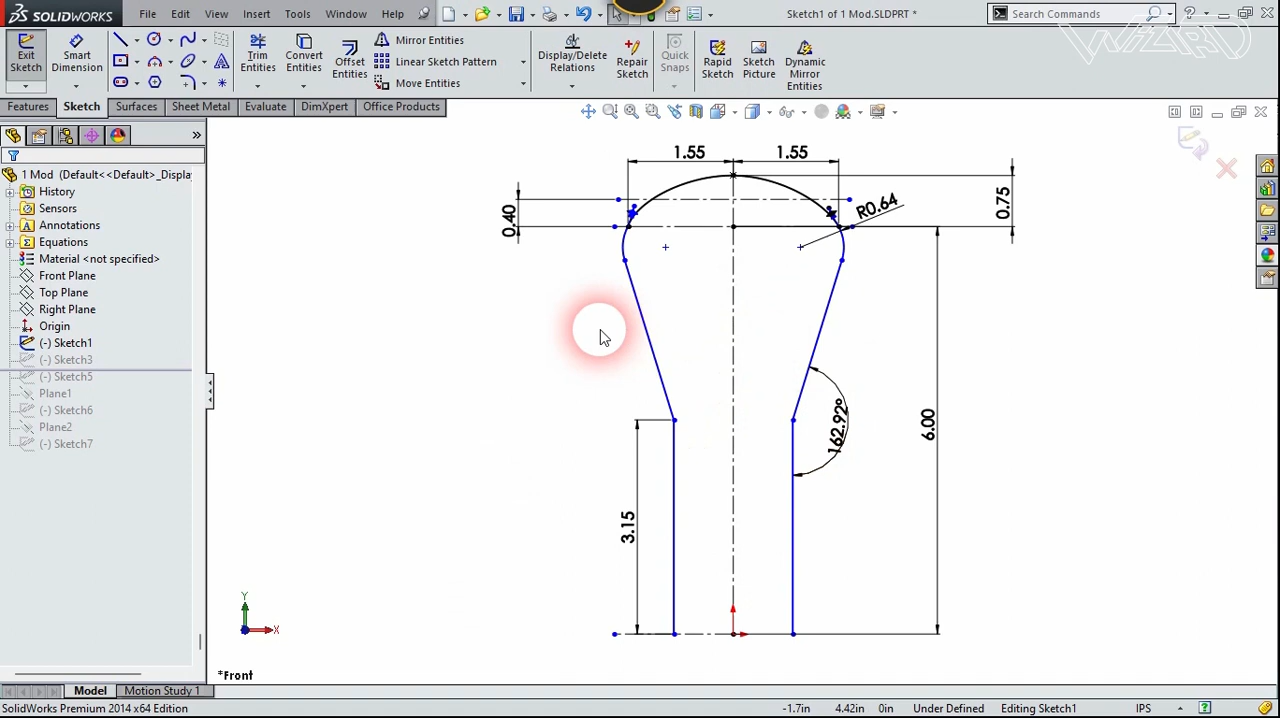 SOLIDWORKS
File
Edit
View
Insert
Tools
Window
Help
Sketch1 of 1 Mod.SLDPRT *
Search Commands
WIZARD
Exit
Sketch
Smart
Dimension
Trim
Entities
Convert
Entities
Offset
Entities
Mirror Entities
Linear Sketch Pattern
Move Entities
Display/Delete
Relations
Repair
Sketch
Quick
Snaps
Rapid
Sketch
Sketch
Picture
Dynamic
Mirror
Entities
Features
Sketch
Surfaces
Sheet Metal
Evaluate
DimXpert
Office Products
1 Mod (Default<<Default>_Displa
History
Sensors
Annotations
Equations
Material <not specified>
Front Plane
Top Plane
Right Plane
Origin
(-) Sketch1
(-) Sketch3
(-) Sketch5
Plane1
(-) Sketch6
Plane2
(-) Sketch7
1.55
1.55
0.40
R0.64
0.75
162.92°
6.00
3.15
Y
X
*Front
Model
Motion Study 1
SolidWorks Premium 2014 x64 Edition
-1.7in
4.42in
0in
Under Defined
Editing Sketch1
IPS